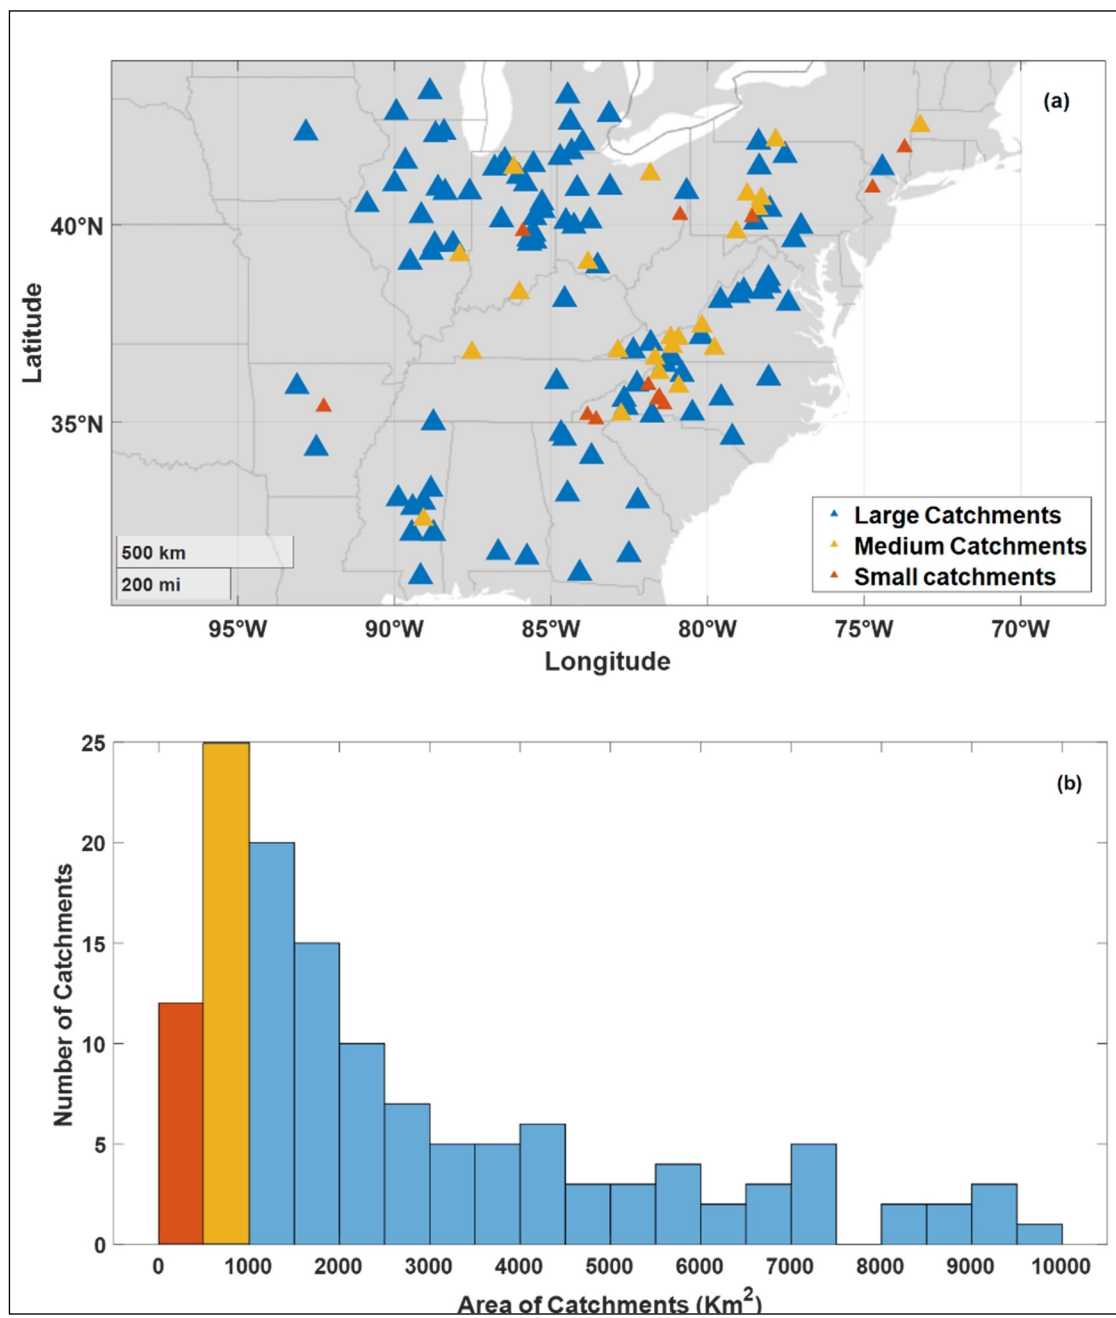 (a)
40°N
35°N
Latitude
Large Catchments
Medium Catchments
Small catchments
500 km
200 mi
95°W 90°W 85°W 80°W 75°W 70°W
Longitude
25
(b)
20
15
10
5
0
Number of Catchments
0 1000 2000 3000 4000 5000 6000 7000 8000 9000 10000
Area of Catchments (Km²)